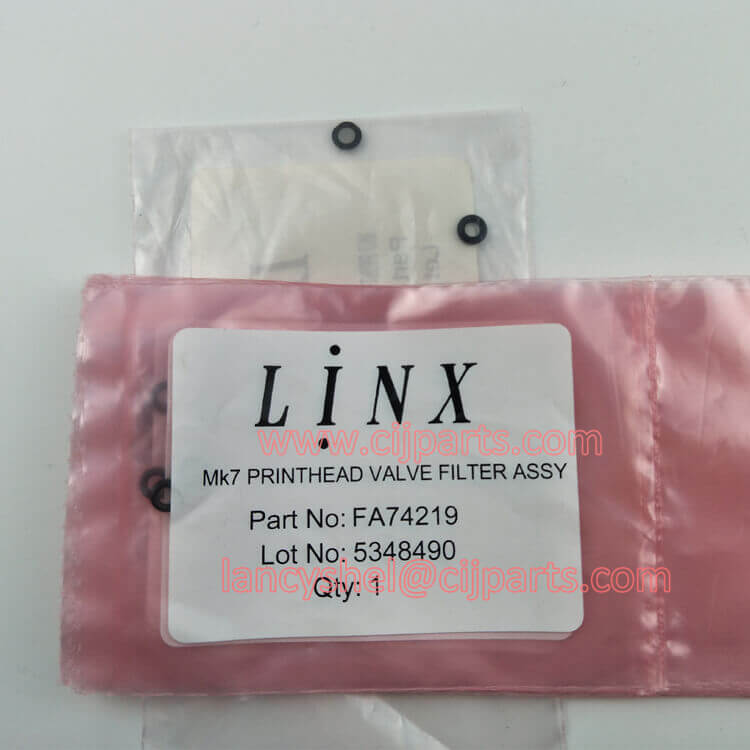 LiNX
www.cijparts.com
Mk7 PRINTHEAD VALVE FILTER ASSY
Part No: FA74219
Lot No: 5348490
lancyshel@cijparts.com
Qty: 1